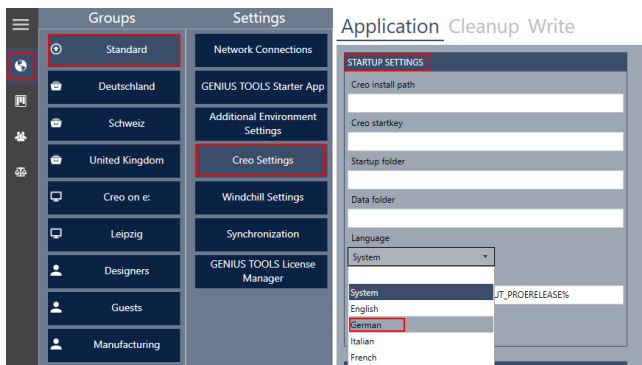 Groups
Standard
Deutschland
Schweiz
United Kingdom
Creo on e:
Leipzig
Designers
Guests
Manufacturing
Settings
Network Connections
GENIUS TOOLS Starter App
Additional Environment
Settings
Creo Settings
Windchill Settings
Synchronization
GENIUS TOOLS License
Manager
Application Cleanup Write
STARTUP SETTINGS
Creo install path
Creo startkey
Startup folder
Data folder
Language
System
System
English
German
Italian
French
PROERELEASE%